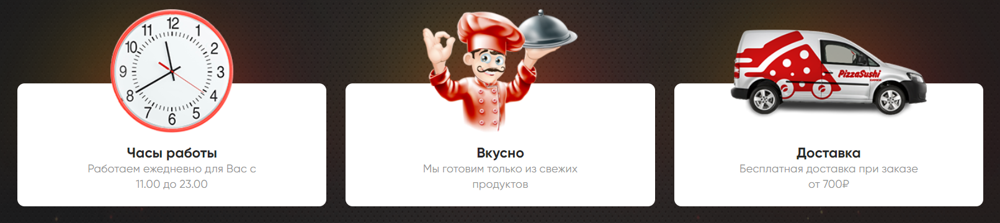 12
11
1
10
2
9
3
8
4
7
5
6
PizzaSushi
Часы работы
Работаем ежедневно для Вас с
11.00 до 23.00
Вкусно
Мы готовим только из свежих
продуктов
Доставка
Бесплатная доставка при заказе
от 700₽